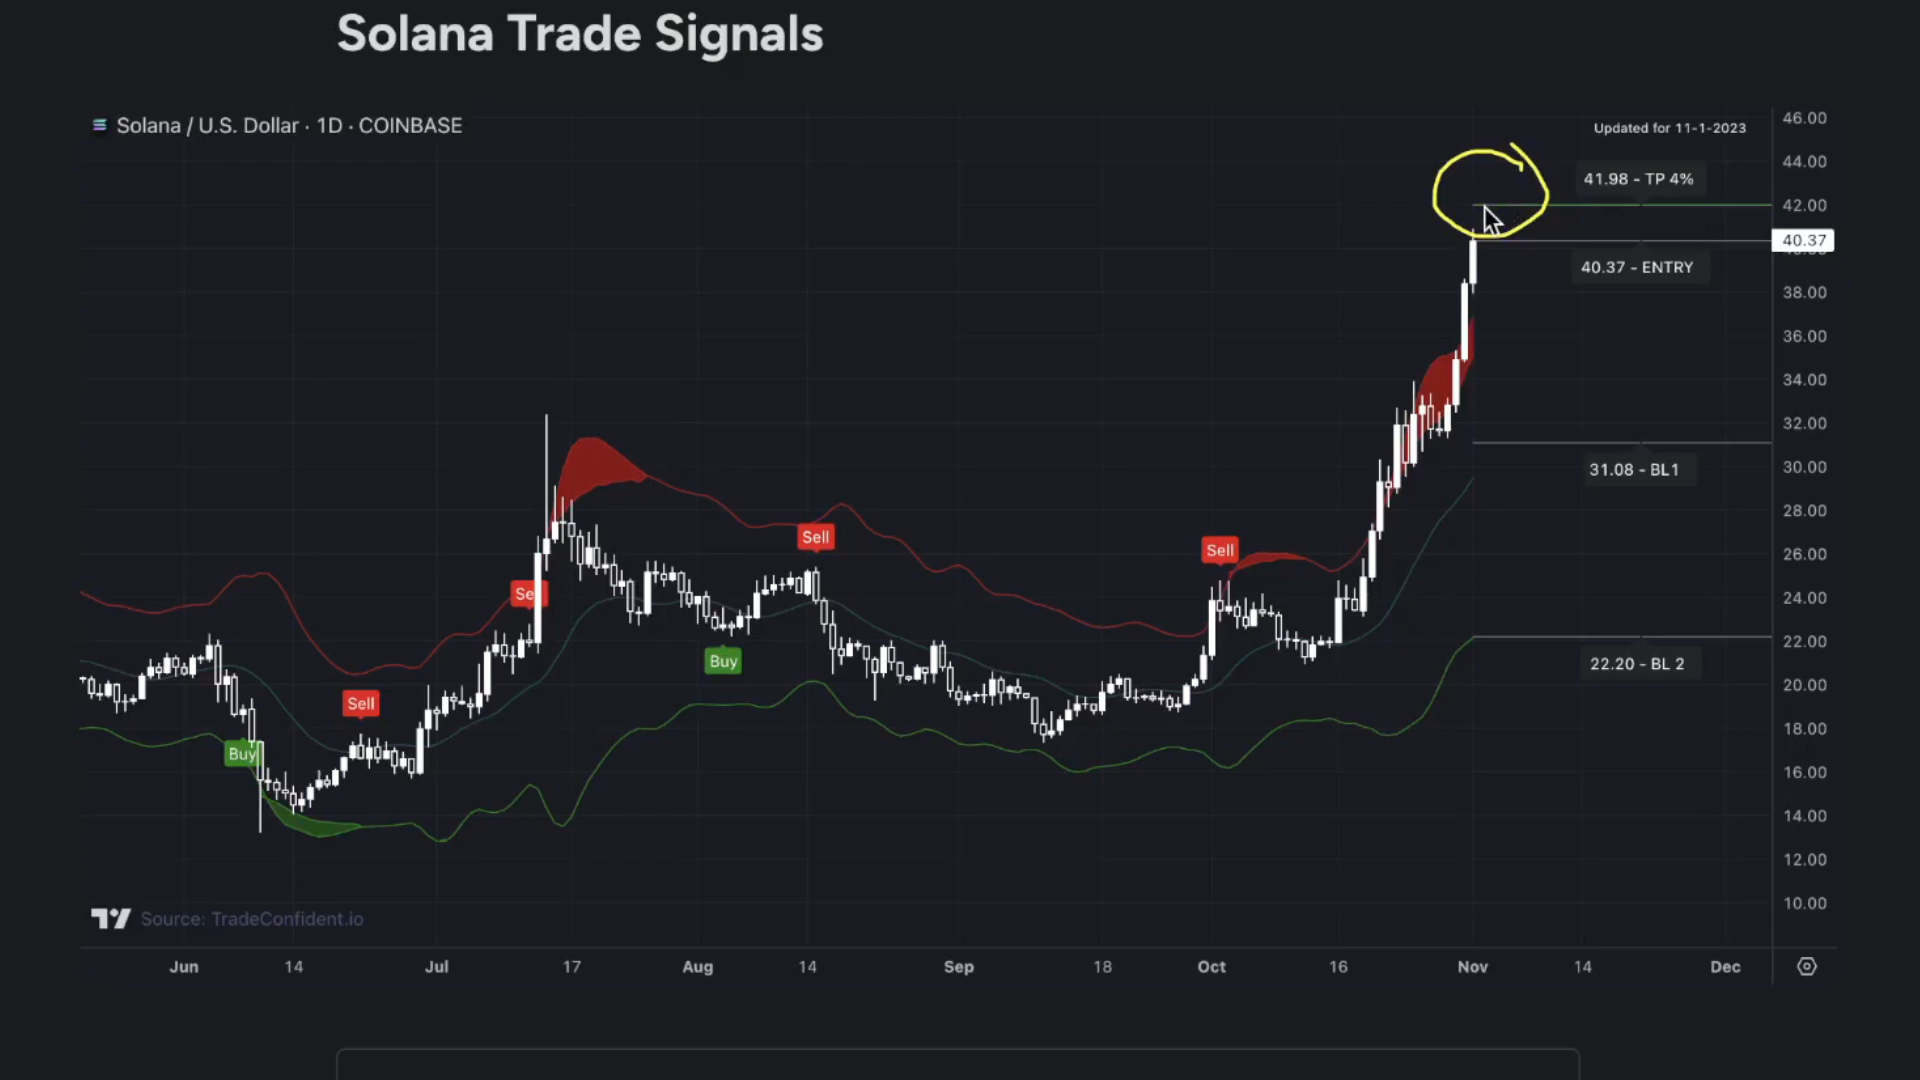 Solana Trade Signals
Solana / U.S. Dollar · 1D · COINBASE
Updated for 11-1-2023
46.00
44.00
41.98 - TP 4%
42.00
40.37
40.37 - ENTRY
38.00
36.00
34.00
32.00
31.08 - BL1
30.00
28.00
26.00
24.00
22.00
22.20 - BL 2
20.00
18.00
16.00
14.00
12.00
10.00
Sell
Sell
Se
Sell
Buy
Buy
Source: TradeConfident.io
Jun 14 Jul 17 Aug 14 Sep 18 Oct 16 Nov 14 Dec